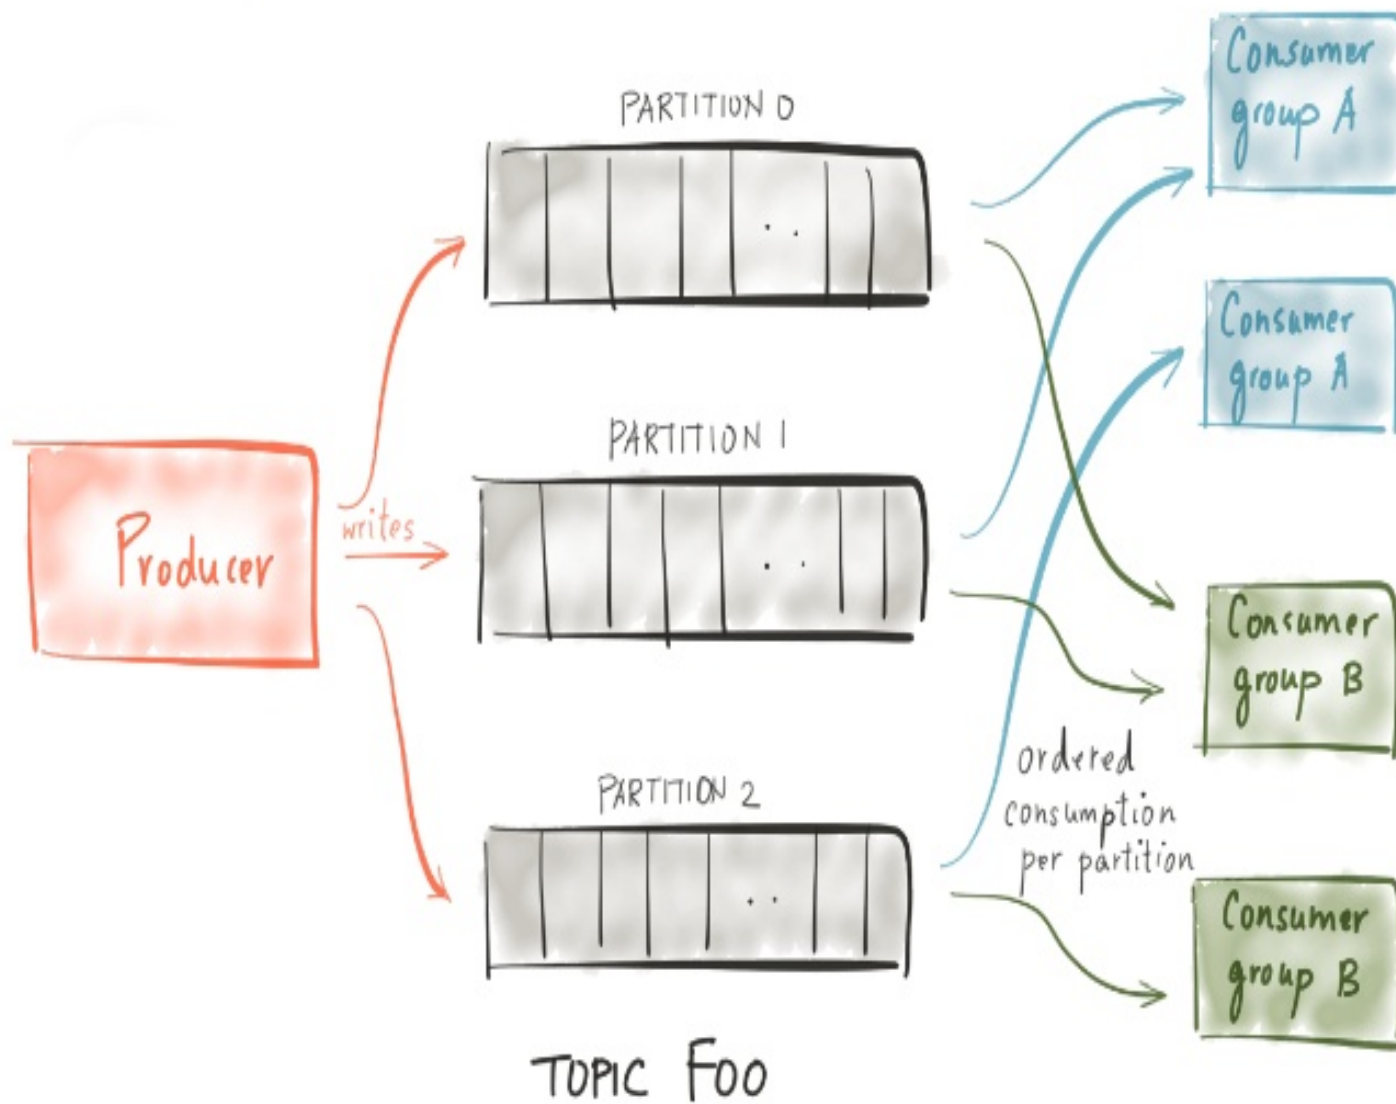 PARTITION 0
Consumer
group A
Consumer
group A
PARTITION 1
writes
Producer
Consumer
group B
ordered
consumption
per partition
PARTITION 2
Consumer
group B
TOPIC FOO